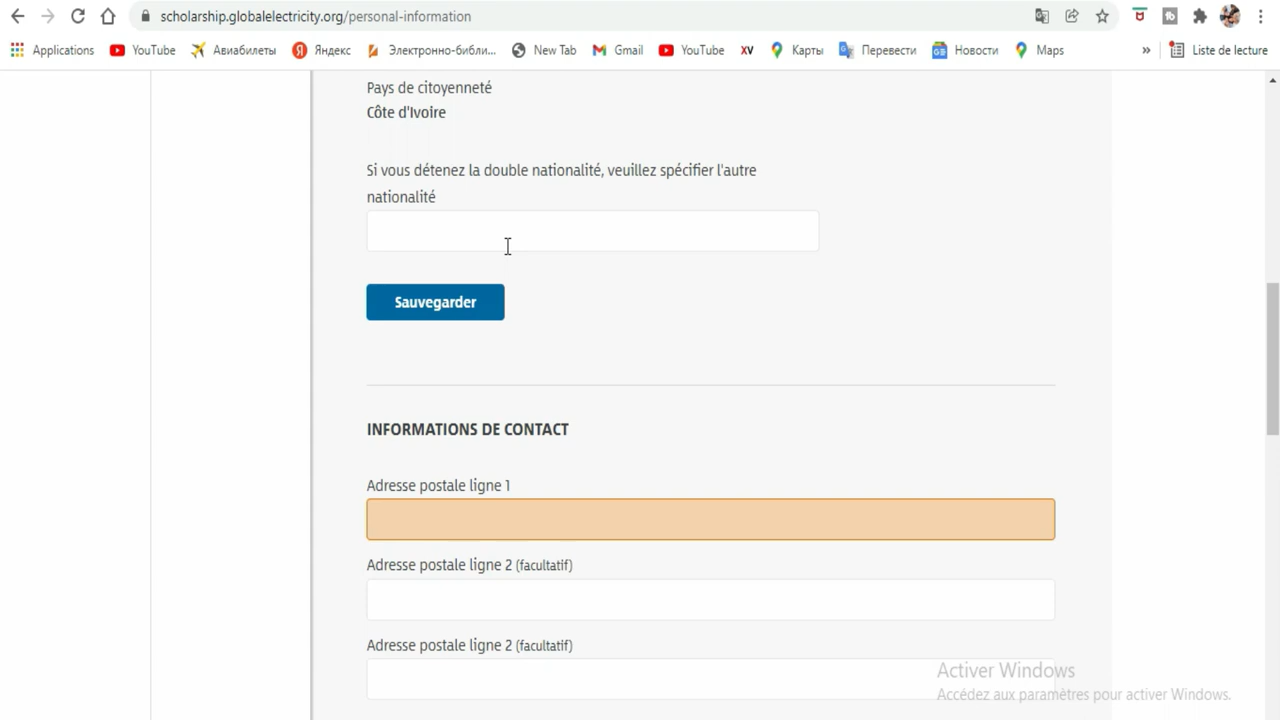 scholarship.globalelectricity.org/personal-information
Applications YouTube Авиабилеты Яндекс Электронно-библи... New Tab Gmail YouTube XV Карты Перевести Новости Maps » Liste de lecture
Pays de citoyenneté
Côte d'Ivoire
Si vous détenez la double nationalité, veuillez spécifier l'autre
nationalité
Sauvegarder
INFORMATIONS DE CONTACT
Adresse postale ligne 1
Adresse postale ligne 2 (facultatif)
Adresse postale ligne 2 (facultatif)
Activer Windows
Accédez aux paramètres pour activer Windows.